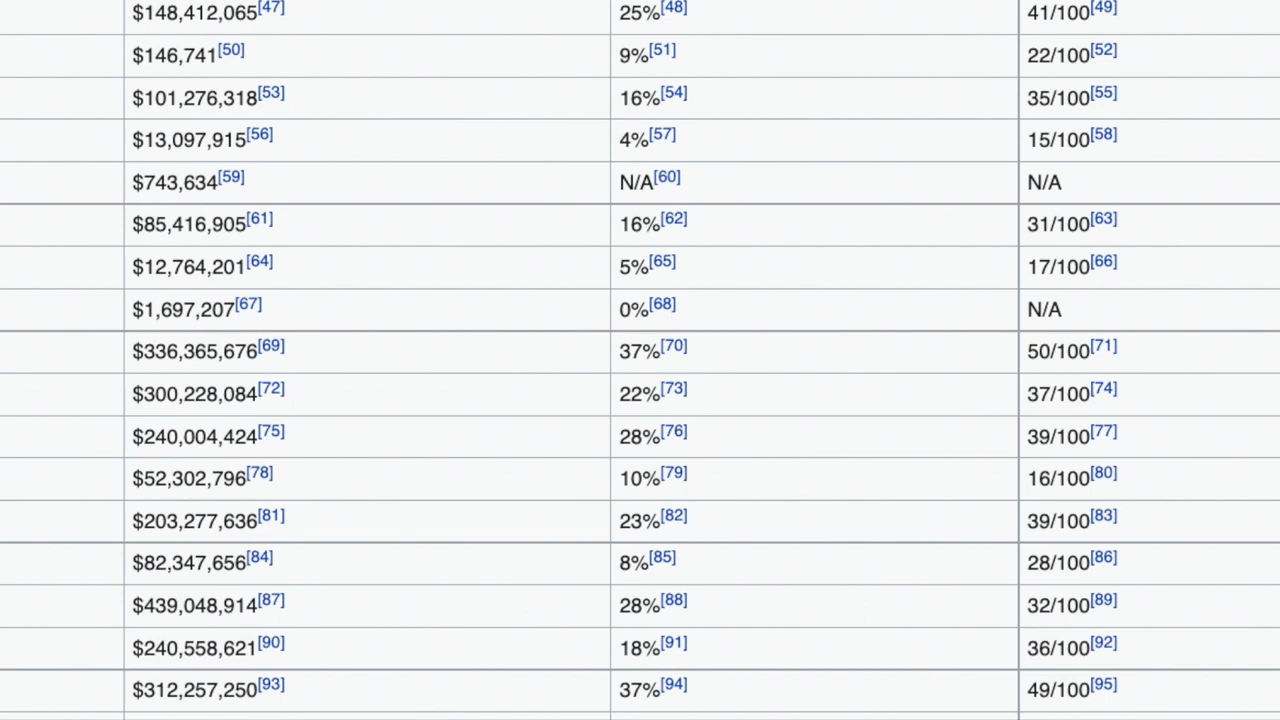 $148,412,065[47] 25%[48] 41/100[49]
$146,741[50] 9%[51] 22/100[52]
$101,276,318[53] 16%[54] 35/100[55]
$13,097,915[56] 4%[57] 15/100[58]
$743,634[59] N/A[60] N/A
$85,416,905[61] 16%[62] 31/100[63]
$12,764,201[64] 5%[65] 17/100[66]
$1,697,207[67] 0%[68] N/A
$336,365,676[69] 37%[70] 50/100[71]
$300,228,084[72] 22%[73] 37/100[74]
$240,004,424[75] 28%[76] 39/100[77]
$52,302,796[78] 10%[79] 16/100[80]
$203,277,636[81] 23%[82] 39/100[83]
$82,347,656[84] 8%[85] 28/100[86]
$439,048,914[87] 28%[88] 32/100[89]
$240,558,621[90] 18%[91] 36/100[92]
$312,257,250[93] 37%[94] 49/100[95]